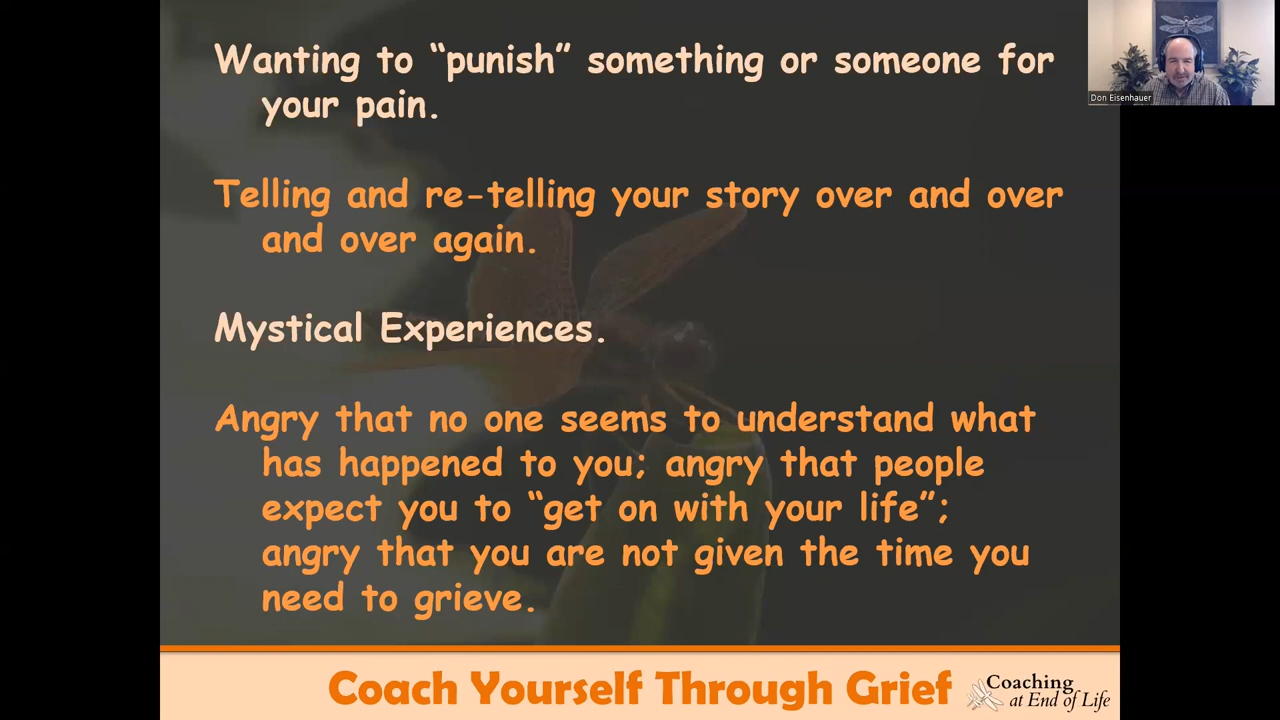 Wanting to “punish” something or someone for
your pain.
Telling and re-telling your story over and over
and over again.
Mystical Experiences.
Angry that no one seems to understand what
has happened to you; angry that people
expect you to “get on with your life”;
angry that you are not given the time you
need to grieve.
Coach Yourself Through Grief
Coaching
at End of Life
Don Eisenhauer